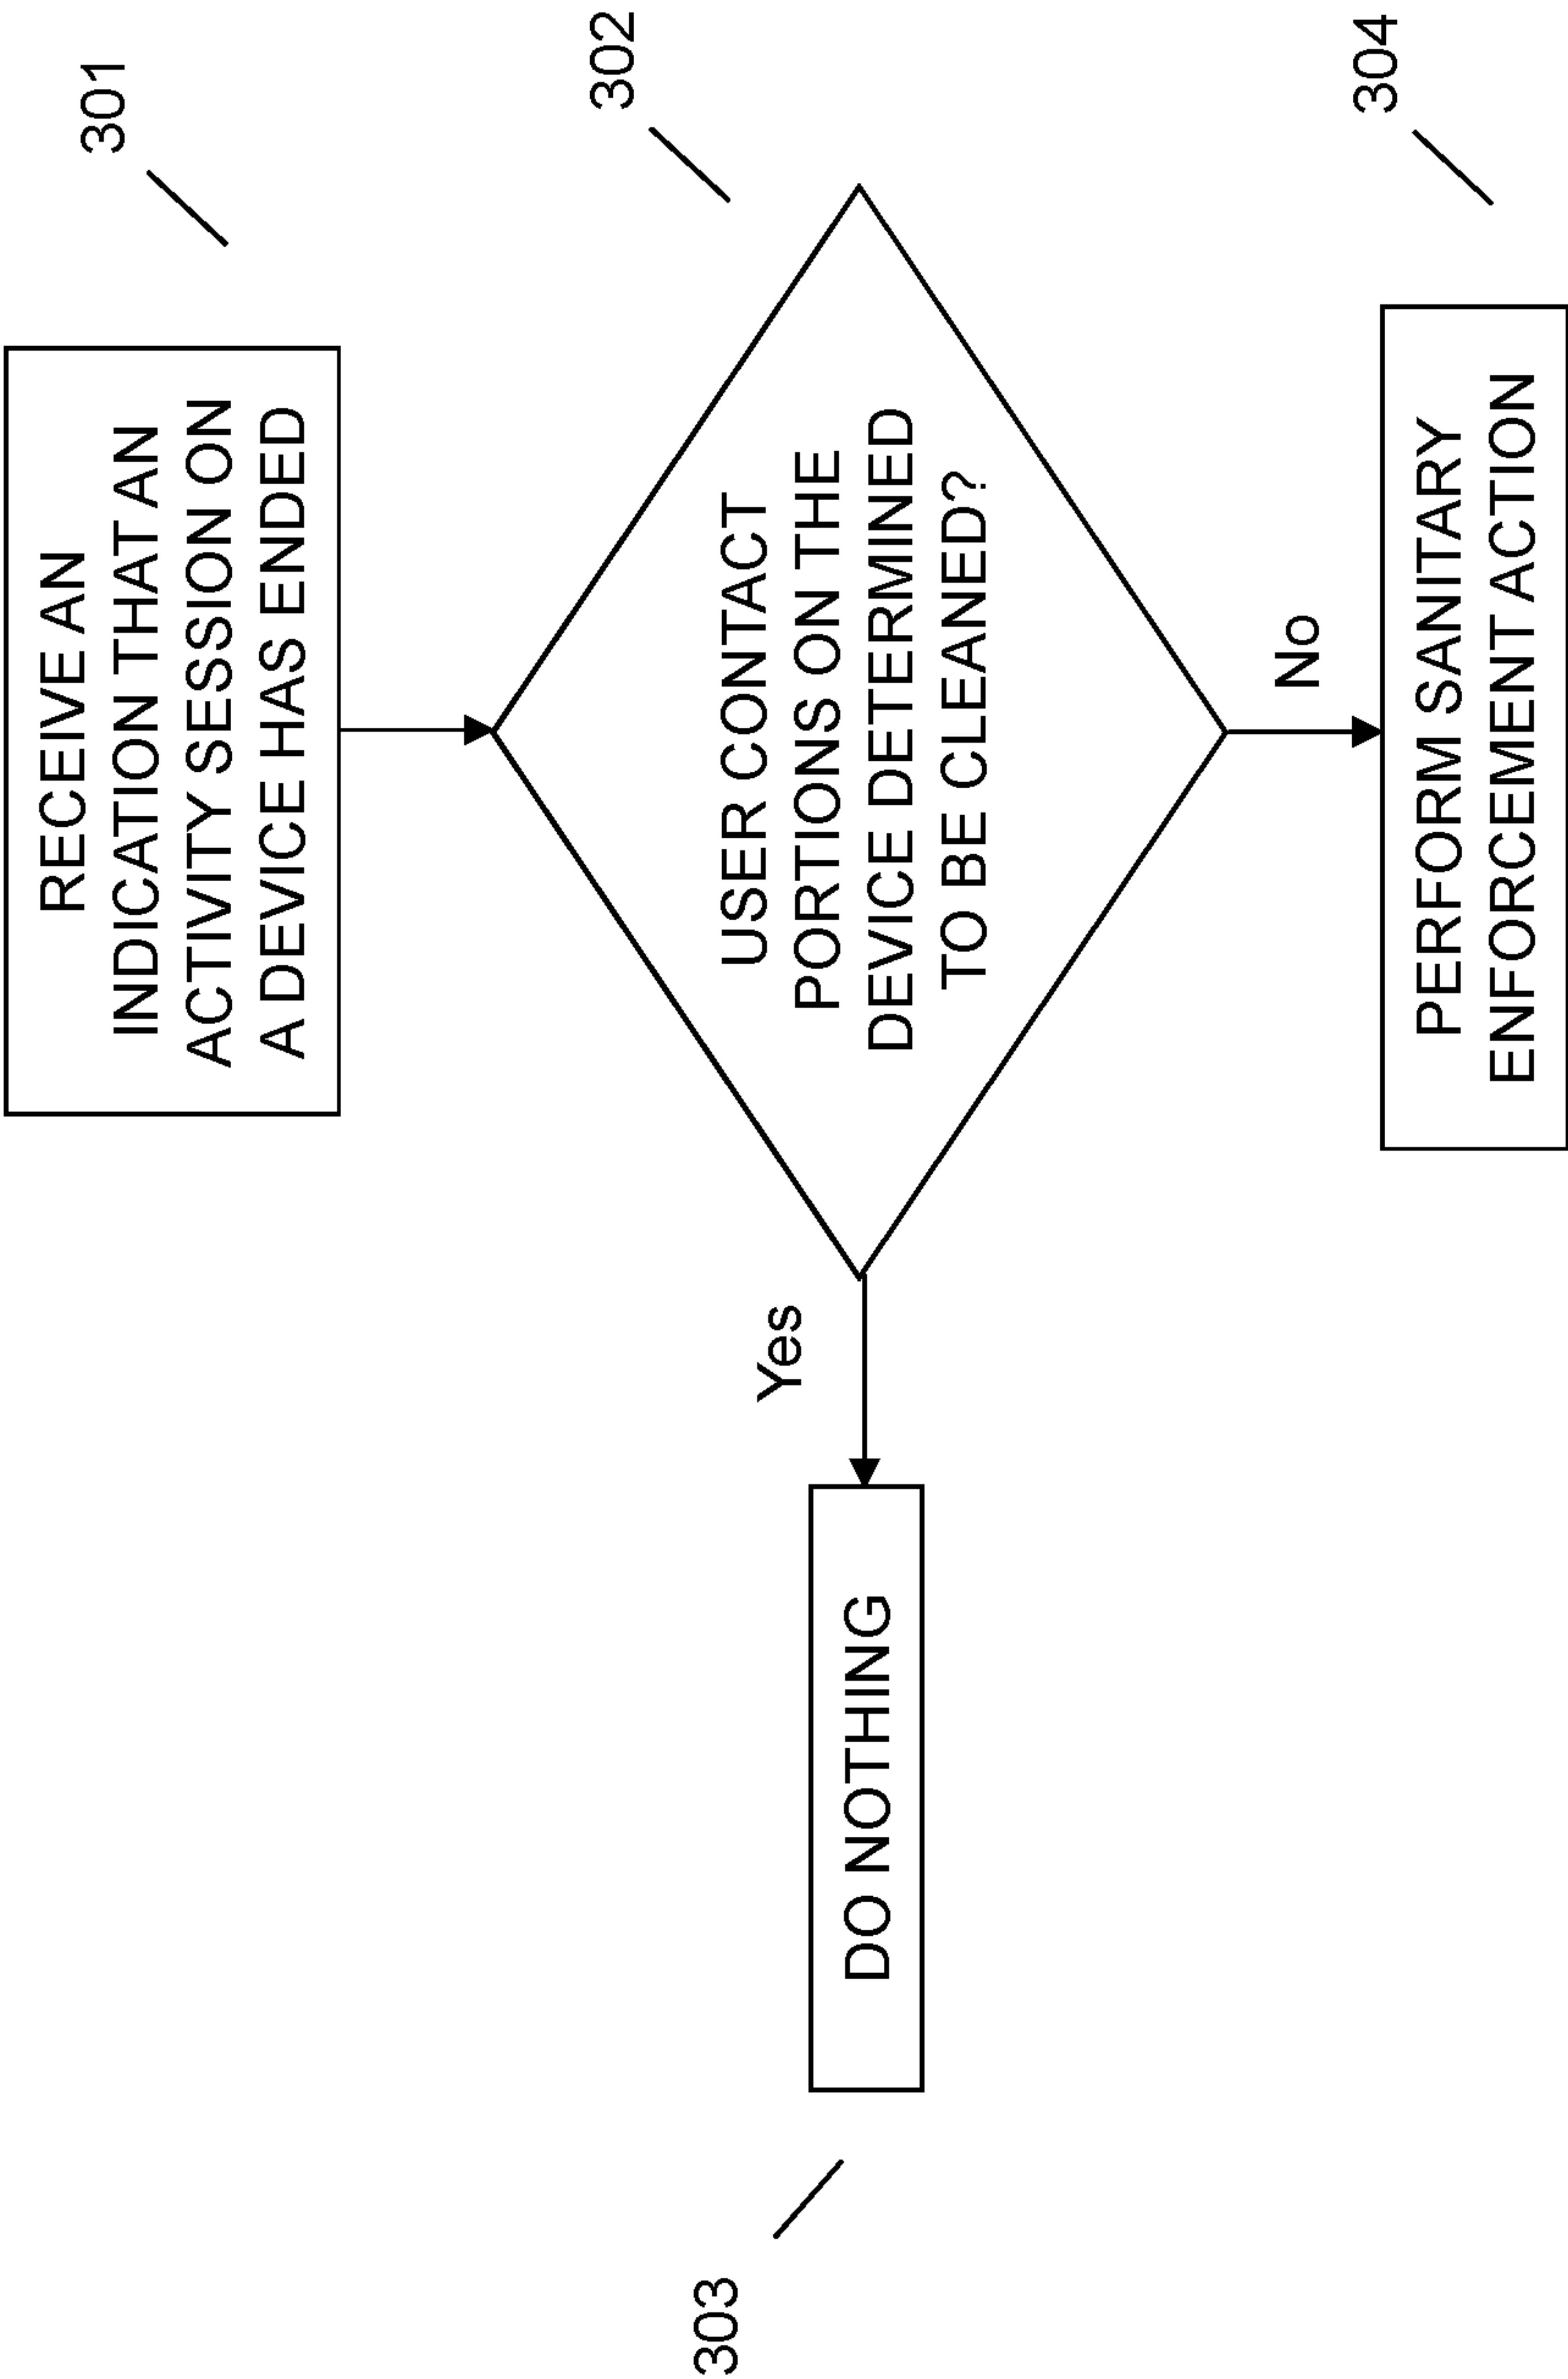 301
RECEIVE AN
INDICATION THAT AN
ACTIVITY SESSION ON
A DEVICE HAS ENDED
302
USER CONTACT
PORTIONS ON THE
DEVICE DETERMINED
TO BE CLEANED?
Yes
303
DO NOTHING
No
304
PERFORM SANITARY
ENFORCEMENT ACTION